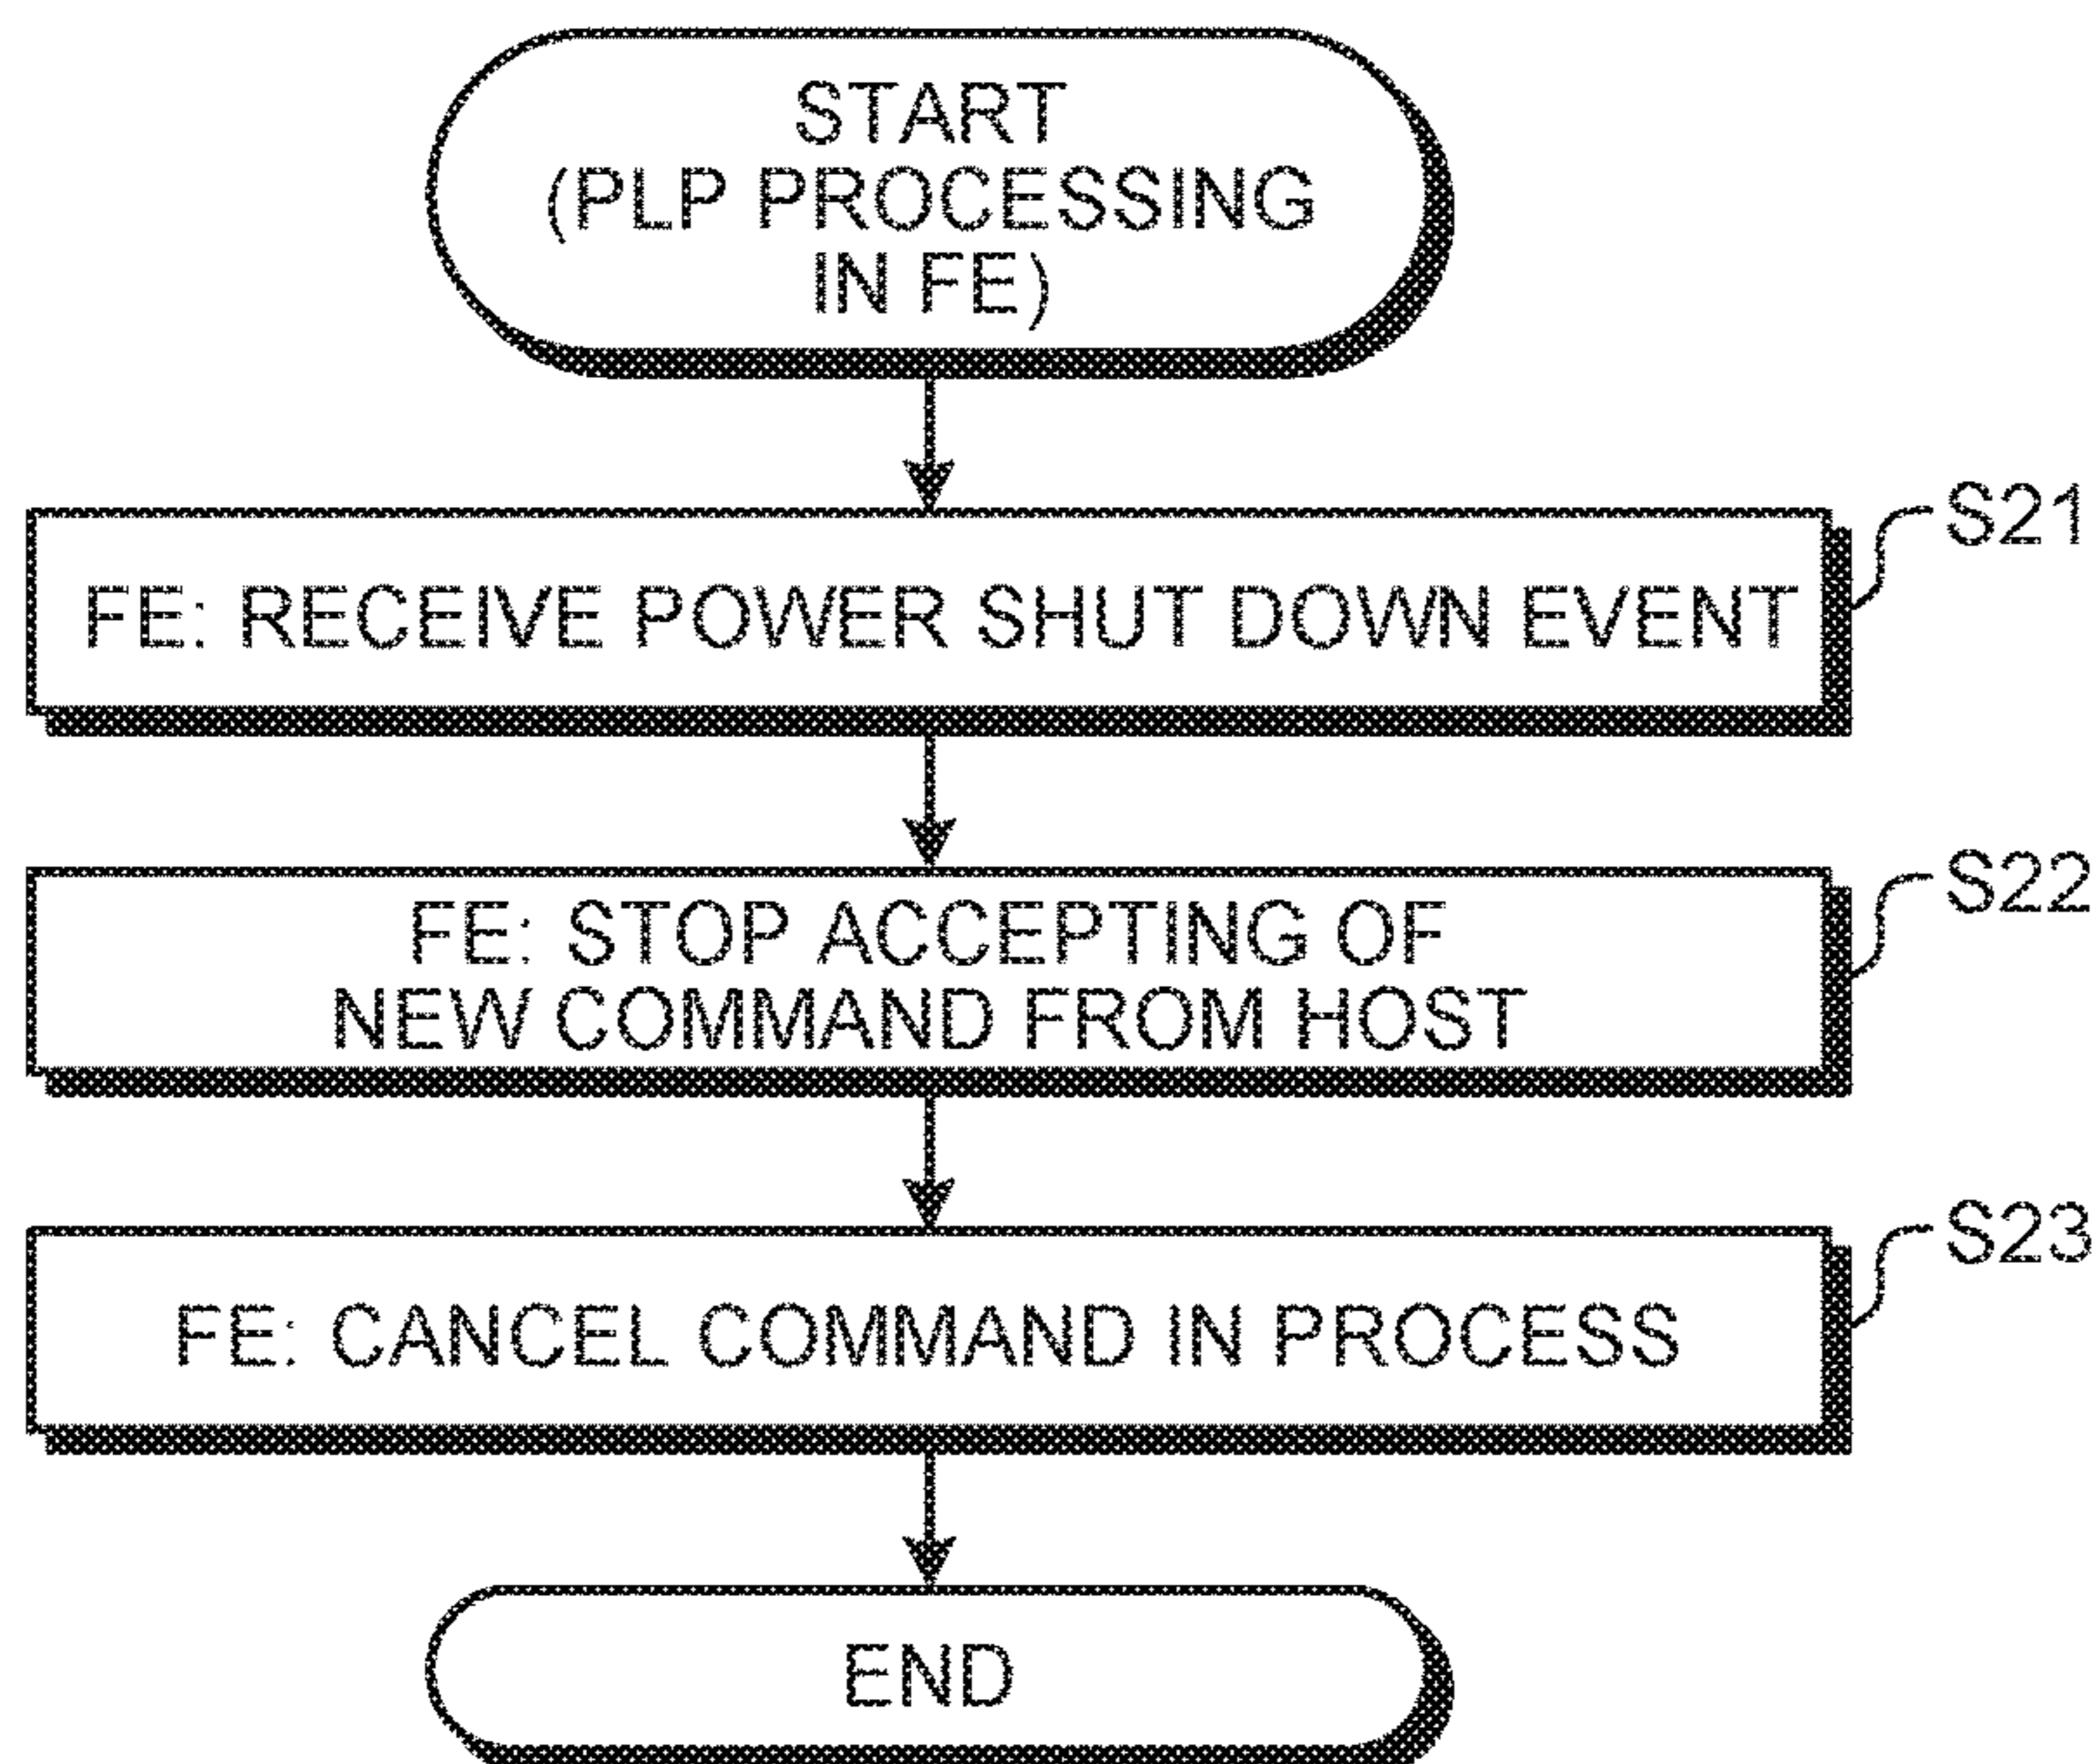 START
(PLP PROCESSING
IN FE)
S21
FE: RECEIVE POWER SHUT DOWN EVENT
S22
FE: STOP ACCEPTING OF
NEW COMMAND FROM HOST
S23
FE: CANCEL COMMAND IN PROCESS
END